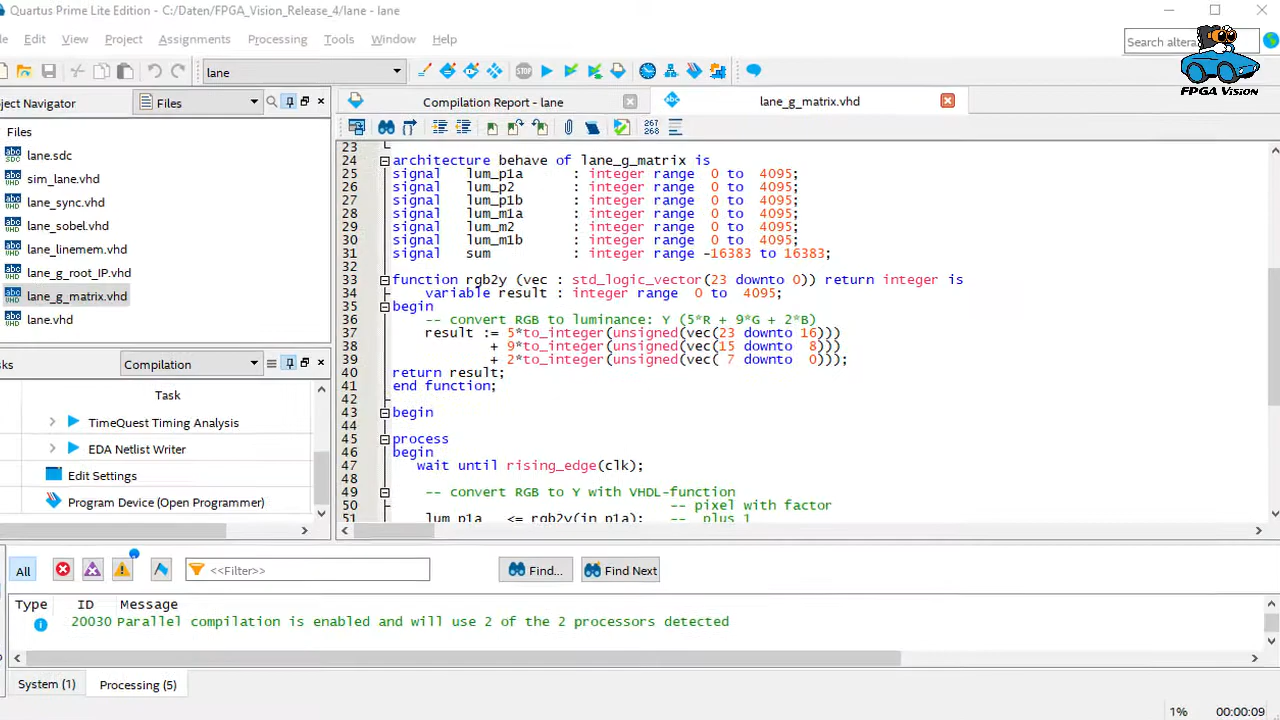 Quartus Prime Lite Edition - C:/Daten/FPGA_Vision_Release_4/lane - lane
Edit View Project Assignments Processing Tools Window Help
Search altera
FPGA Vision
lane
oject Navigator Files
Compilation Report - lane
lane_g_matrix.vhd
Files
lane.sdc
sim_lane.vhd
lane_sync.vhd
lane_sobel.vhd
lane_linemem.vhd
lane_g_root_IP.vhd
lane_g_matrix.vhd
lane.vhd
267
268
23
24 architecture behave of lane_g_matrix is
25 signal lum_p1a : integer range 0 to 4095;
26 signal lum_p2 : integer range 0 to 4095;
27 signal lum_p1b : integer range 0 to 4095;
28 signal lum_m1a : integer range 0 to 4095;
29 signal lum_m2 : integer range 0 to 4095;
30 signal lum_m1b : integer range 0 to 4095;
31 signal sum : integer range -16383 to 16383;
32
33 function rgb2y (vec : std_logic_vector(23 downto 0)) return integer is
34 variable result : integer range 0 to 4095;
35 begin
36 -- convert RGB to luminance: Y (5*R + 9*G + 2*B)
37 result := 5*to_integer(unsigned(vec(23 downto 16)))
38 + 9*to_integer(unsigned(vec(15 downto 8)))
39 + 2*to_integer(unsigned(vec( 7 downto 0)));
40 return result;
41 end function;
42
43 begin
44
45 process
46 begin
47 wait until rising_edge(clk);
48
49 -- convert RGB to Y with VHDL-function
50 -- pixel with factor
51 lum_p1a <= rgb2y(in_p1a); -- plus 1
sks Compilation
Task
TimeQuest Timing Analysis
EDA Netlist Writer
Edit Settings
Program Device (Open Programmer)
All <<Filter>> Find... Find Next
Type ID Message
20030 Parallel compilation is enabled and will use 2 of the 2 processors detected
System (1) Processing (5)
1% 00:00:09